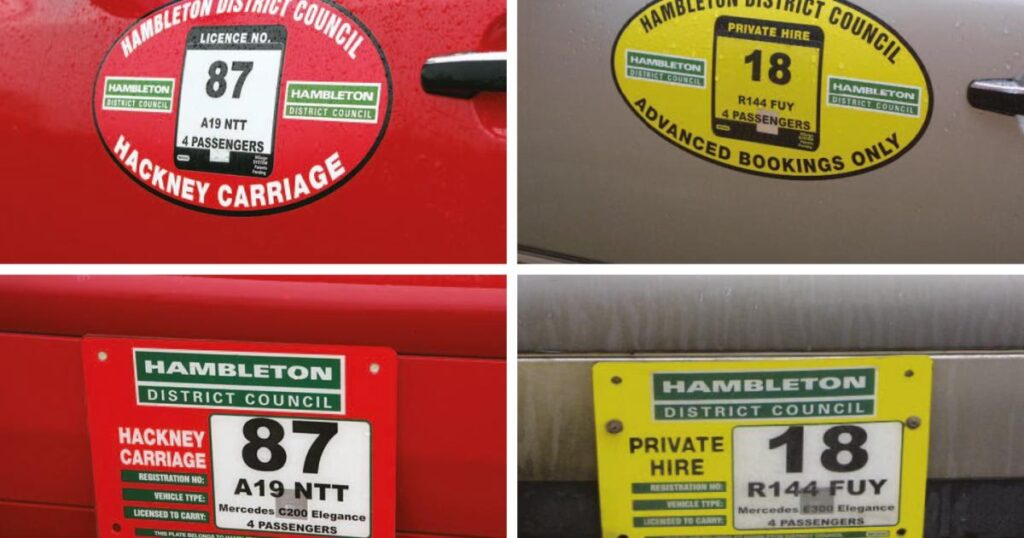 HAMBLETON DISTRICT COUNCIL
LICENCE NO.
87
A19 NTT
4 PASSENGERS
HAMBLETON
DISTRICT COUNCIL
HAMBLETON
DISTRICT COUNCIL
HACKNEY CARRIAGE
HAMBLETON DISTRICT COUNCIL
PRIVATE HIRE
18
R144 FUY
4 PASSENGERS
HAMBLETON
DISTRICT COUNCIL
HAMBLETON
DISTRICT COUNCIL
ADVANCED BOOKINGS ONLY
HAMBLETON
DISTRICT COUNCIL
HACKNEY
CARRIAGE
REGISTRATION NO:
VEHICLE TYPE:
LICENSED TO CARRY:
87
A19 NTT
Mercedes C200 Elegance
4 PASSENGERS
HAMBLETON
DISTRICT COUNCIL
PRIVATE
HIRE
REGISTRATION NO:
VEHICLE TYPE:
LICENSED TO CARRY:
18
R144 FUY
Mercedes E300 Elegance
4 PASSENGERS